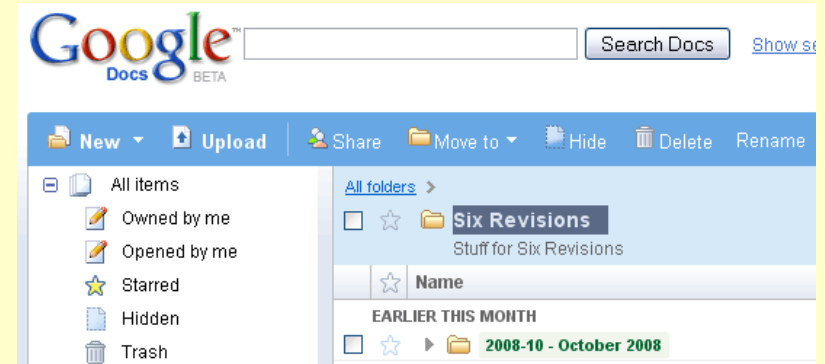 Google™
Docs BETA
Search Docs
Show se
New
Upload
Share
Move to
Hide
Delete
Rename
All items
Owned by me
Opened by me
Starred
Hidden
Trash
All folders >
Six Revisions
Stuff for Six Revisions
Name
EARLIER THIS MONTH
2008-10 - October 2008